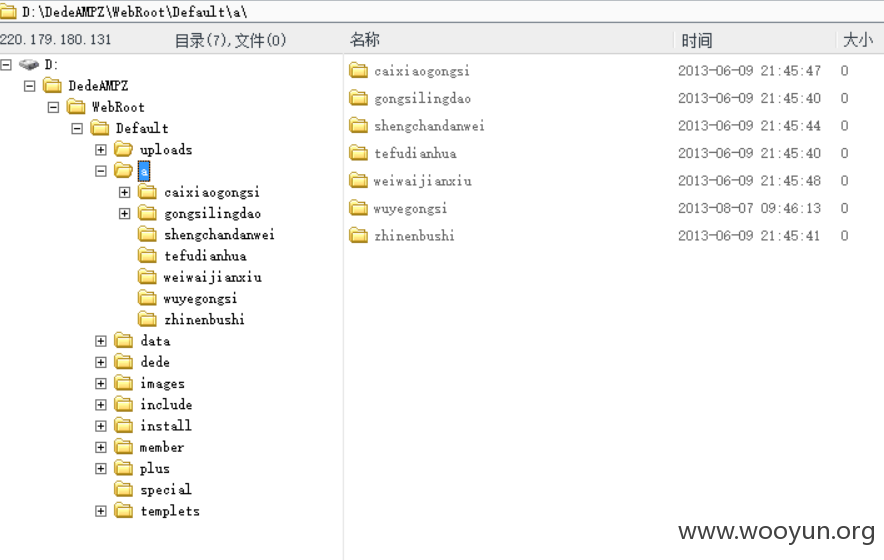 D:\DedeAMPZ\WebRoot\Default\a\
220.179.180.131 目录(7),文件(0) 名称 时间 大小
D:
DedeAMPZ
WebRoot
Default
uploads
a
caixiaogongsi
gongsilingdao
shengchandanwei
tefudianhua
weiwaijianxiu
wuyegongsi
zhinenbushi
data
dede
images
include
install
member
plus
special
templets
caixiaogongsi 2013-06-09 21:45:47 0
gongsilingdao 2013-06-09 21:45:40 0
shengchandanwei 2013-06-09 21:45:44 0
tefudianhua 2013-06-09 21:45:40 0
weiwaijianxiu 2013-06-09 21:45:48 0
wuyegongsi 2013-08-07 09:46:13 0
zhinenbushi 2013-06-09 21:45:41 0
www.wooyun.org